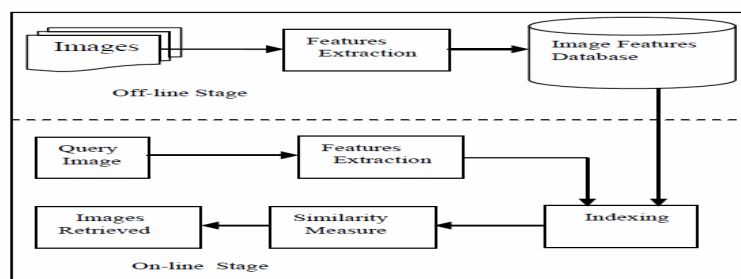 Images
Features
Extraction
Image Features
Database
Off-line Stage
Query
Image
Features
Extraction
Indexing
Similarity
Measure
Images
Retrieved
On-line Stage